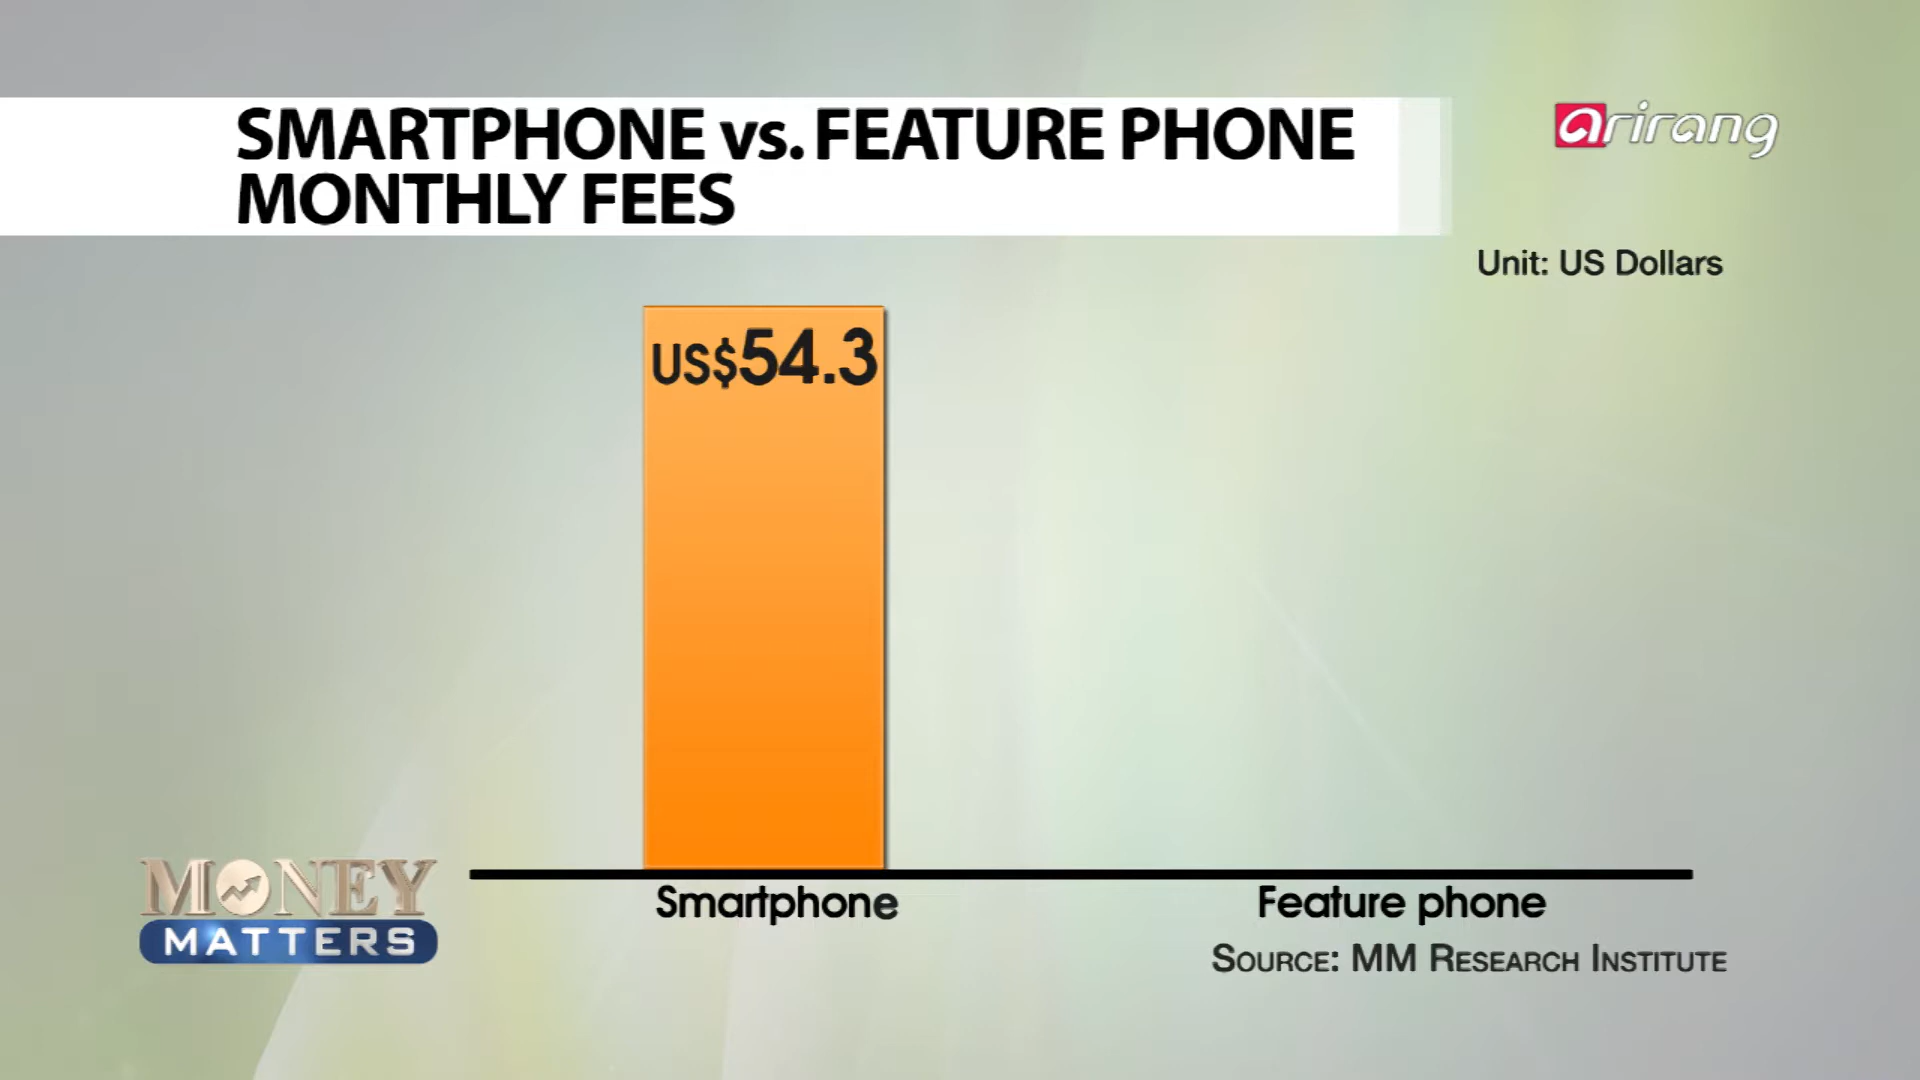 SMARTPHONE vs. FEATURE PHONE
MONTHLY FEES
arirang
Unit: US Dollars
US$54.3
Smartphone
Feature phone
MONEY
MATTERS
SOURCE: MM RESEARCH INSTITUTE